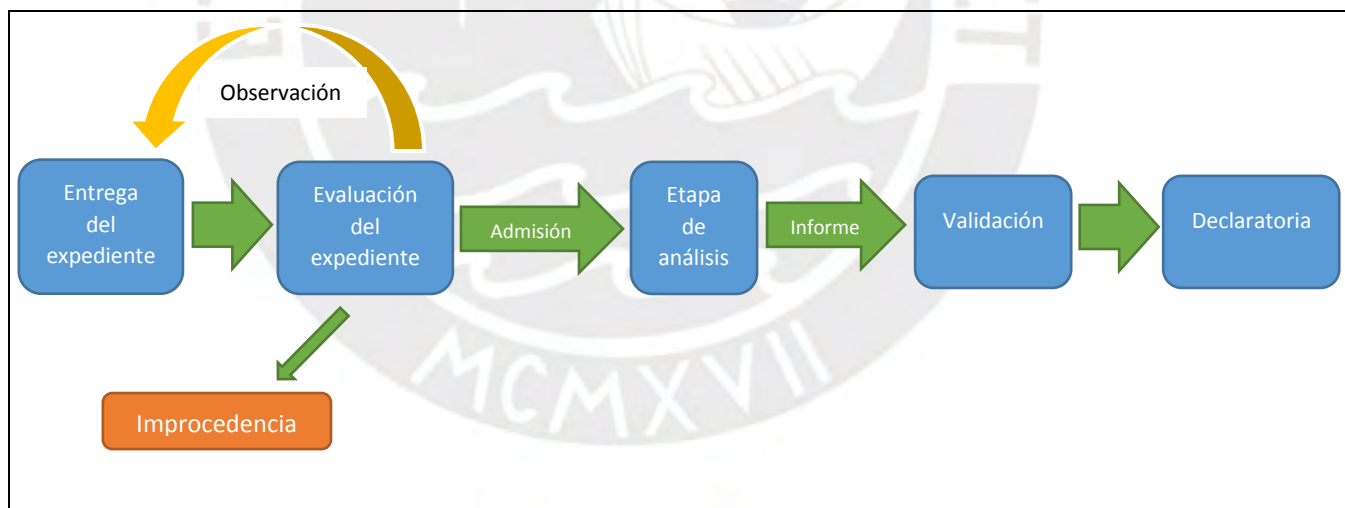 Observación
Entrega
del
expediente
Evaluación
del
expediente
Admisión
Etapa
de
análisis
Informe
Validación
Declaratoria
Improcedencia
MCMXVII